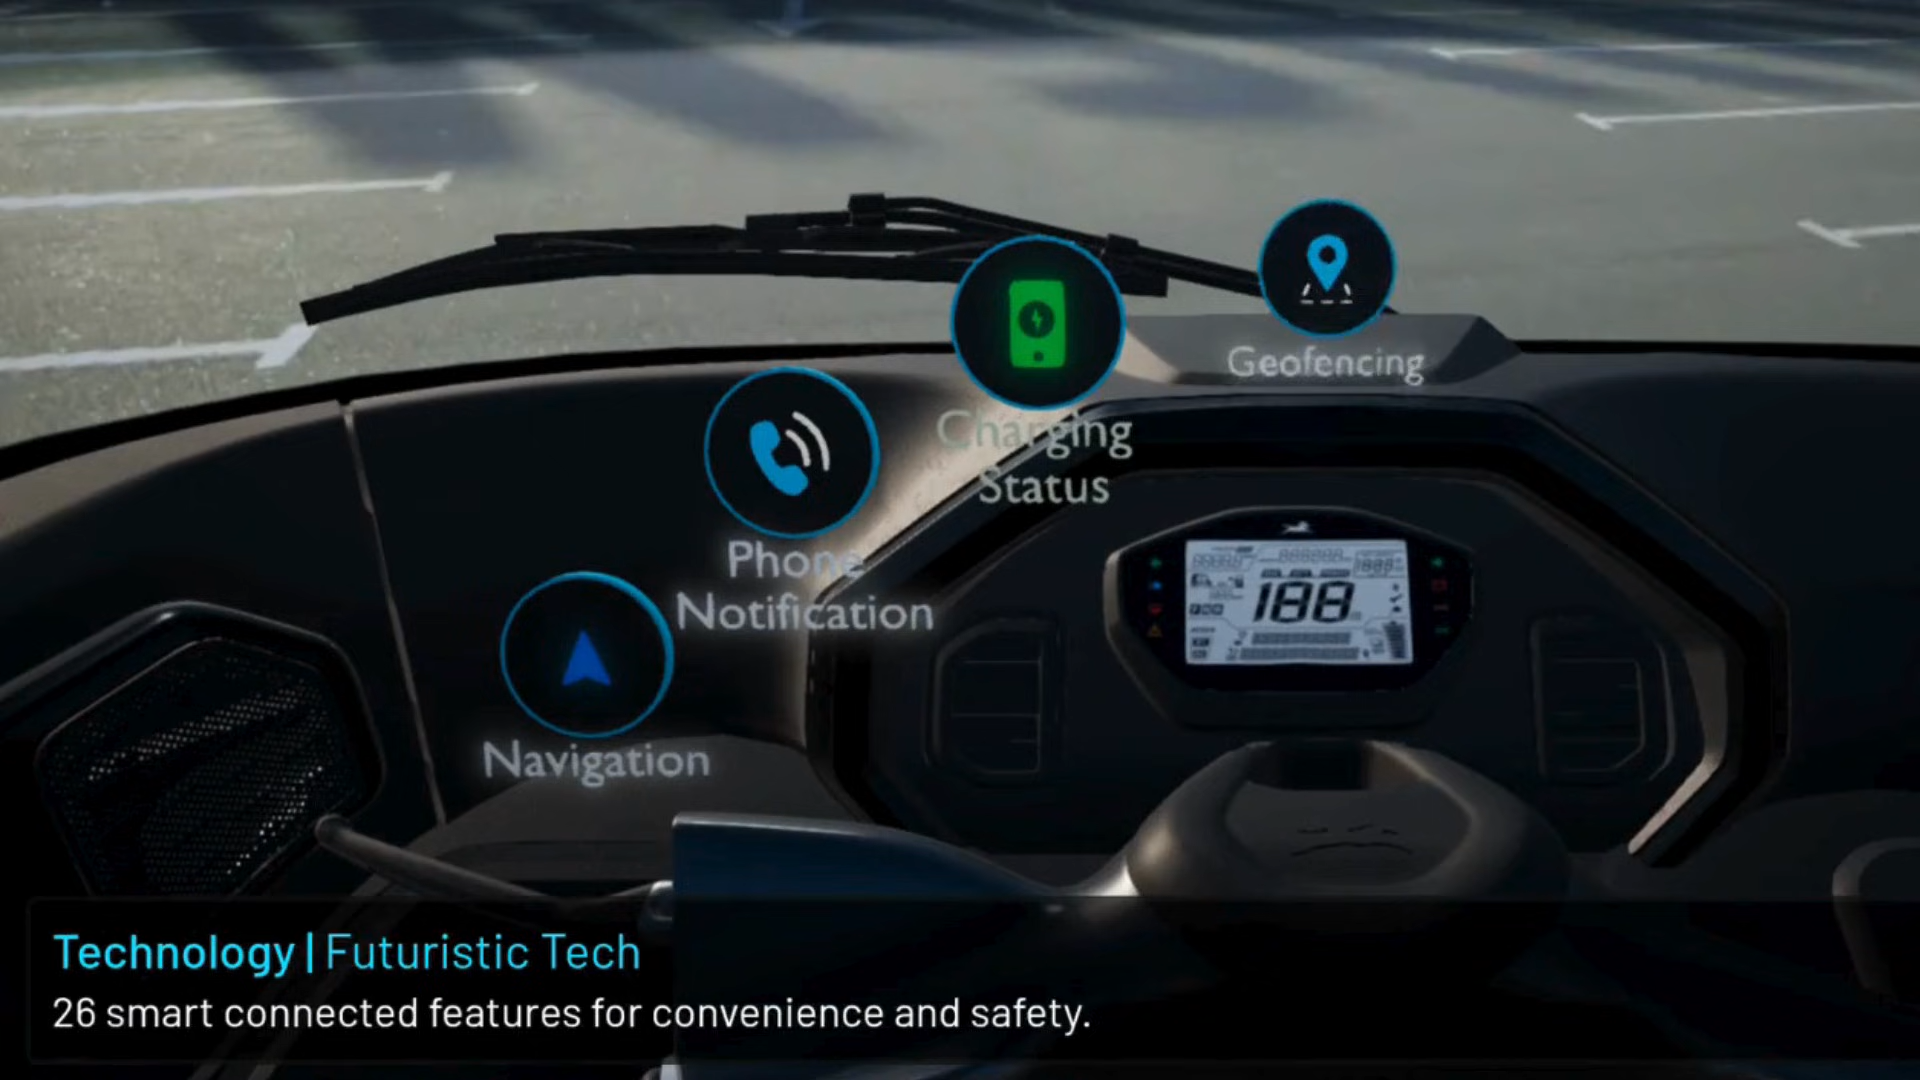 Geofencing
Charging
Status
Phone
Notification
Navigation
188
Technology | Futuristic Tech
26 smart connected features for convenience and safety.